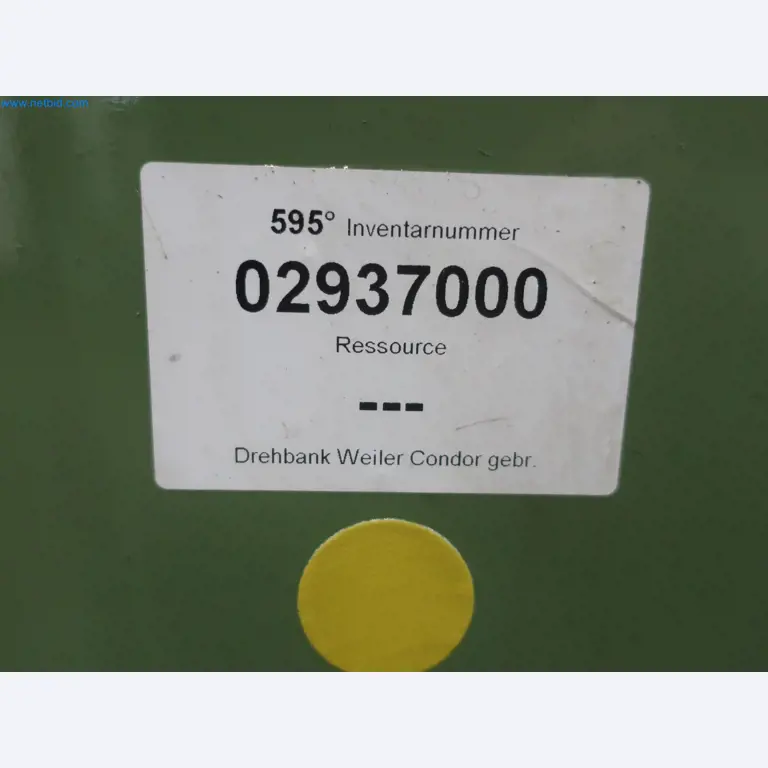 www.netbid.com
595° Inventarnummer
02937000
Ressource
---
Drehbank Weiler Condor gebr.